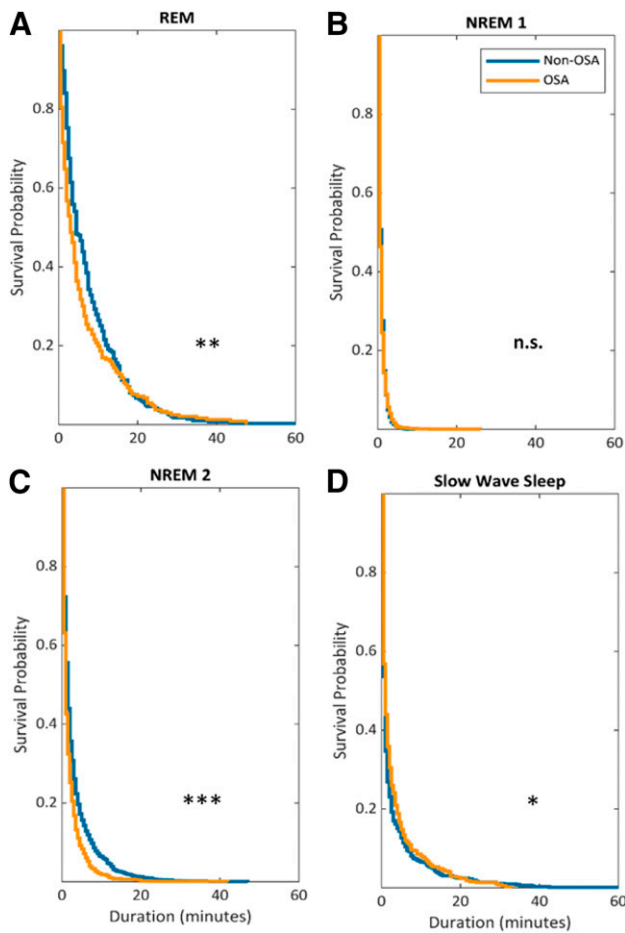 A
REM
Survival Probability
0.8
0.6
0.4
0.2
**
0
20
40
60
B
NREM 1
Non-OSA
OSA
Survival Probability
0.8
0.6
0.4
0.2
n.s.
0
20
40
60
C
NREM 2
Survival Probability
0.8
0.6
0.4
0.2
***
0
20
40
60
Duration (minutes)
D
Slow Wave Sleep
Survival Probability
0.8
0.6
0.4
0.2
*
0
20
40
60
Duration (minutes)